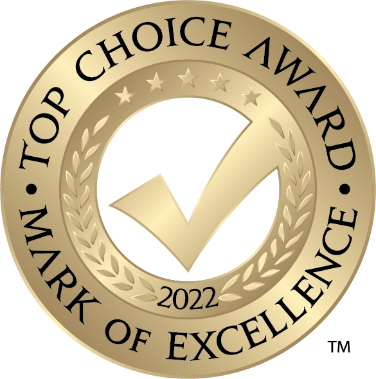 • TOP CHOICE AWARD •
MARK OF EXCELLENCE
2022
TM